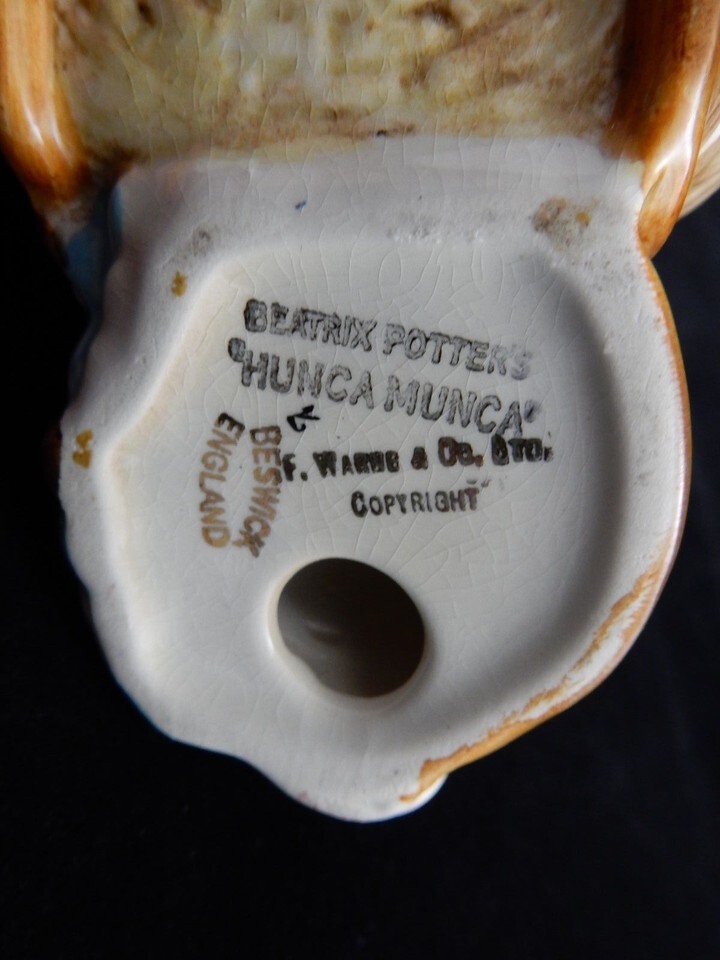 BEATRIX POTTER'S
"HUNCA MUNCA"
F. WARNE & CO. LTD.
COPYRIGHT
BESWICK
ENGLAND